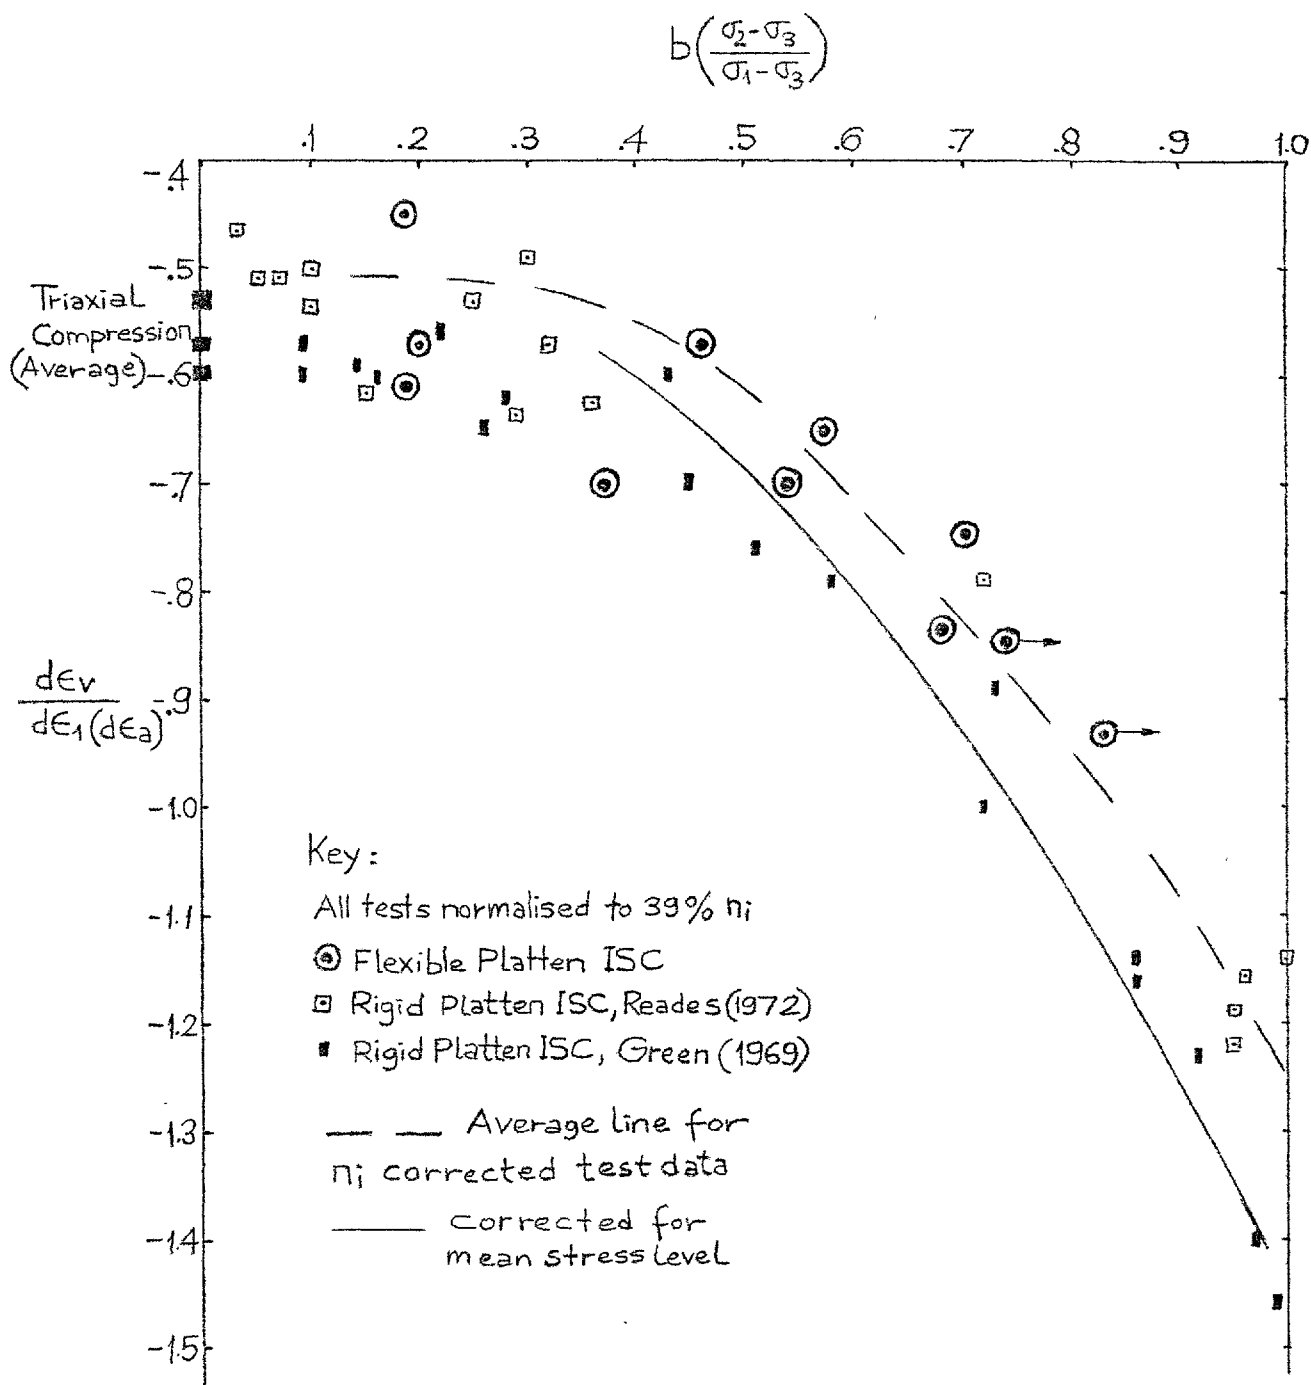 b(σ2-σ3/σ1-σ3)
.1 .2 .3 .4 .5 .6 .7 .8 .9 1.0
-.4
-.5
Triaxial
Compression
(Average)
-.6
-.7
-.8
dεv/dε1(dεa)
-.9
-1.0
-1.1
-1.2
-1.3
-1.4
-1.5
Key:
All tests normalised to 39% ni
Flexible Platten ISC
Rigid Platten ISC, Reades (1972)
Rigid Platten ISC, Green (1969)
Average line for
ni corrected test data
corrected for
mean stress level